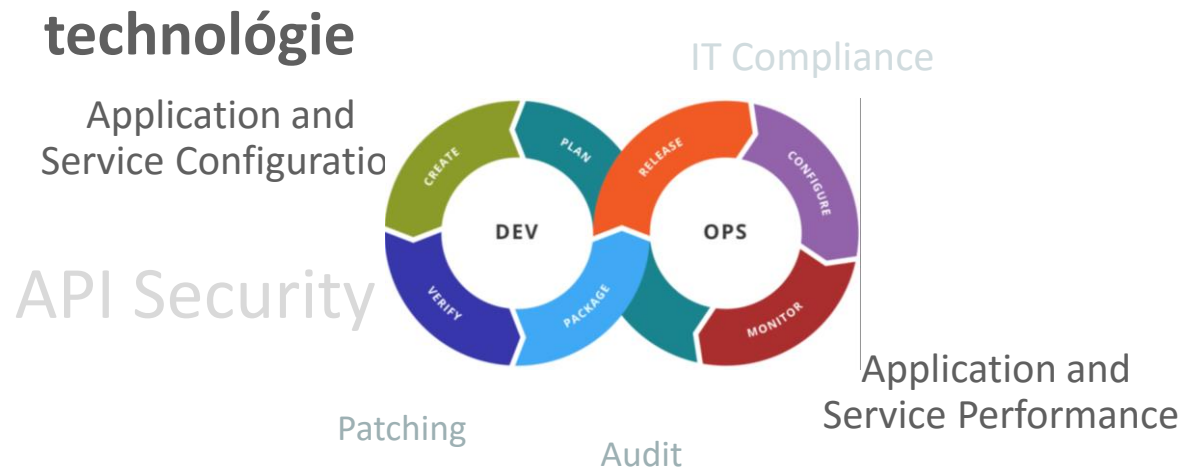 technológie
IT Compliance
Application and
Service Configuratio
CREATE
PLAN
RELEASE
CONFIGURE
DEV
OPS
API Security
VERIFY
PACKAGE
MONITOR
Application and
Service Performance
Patching
Audit